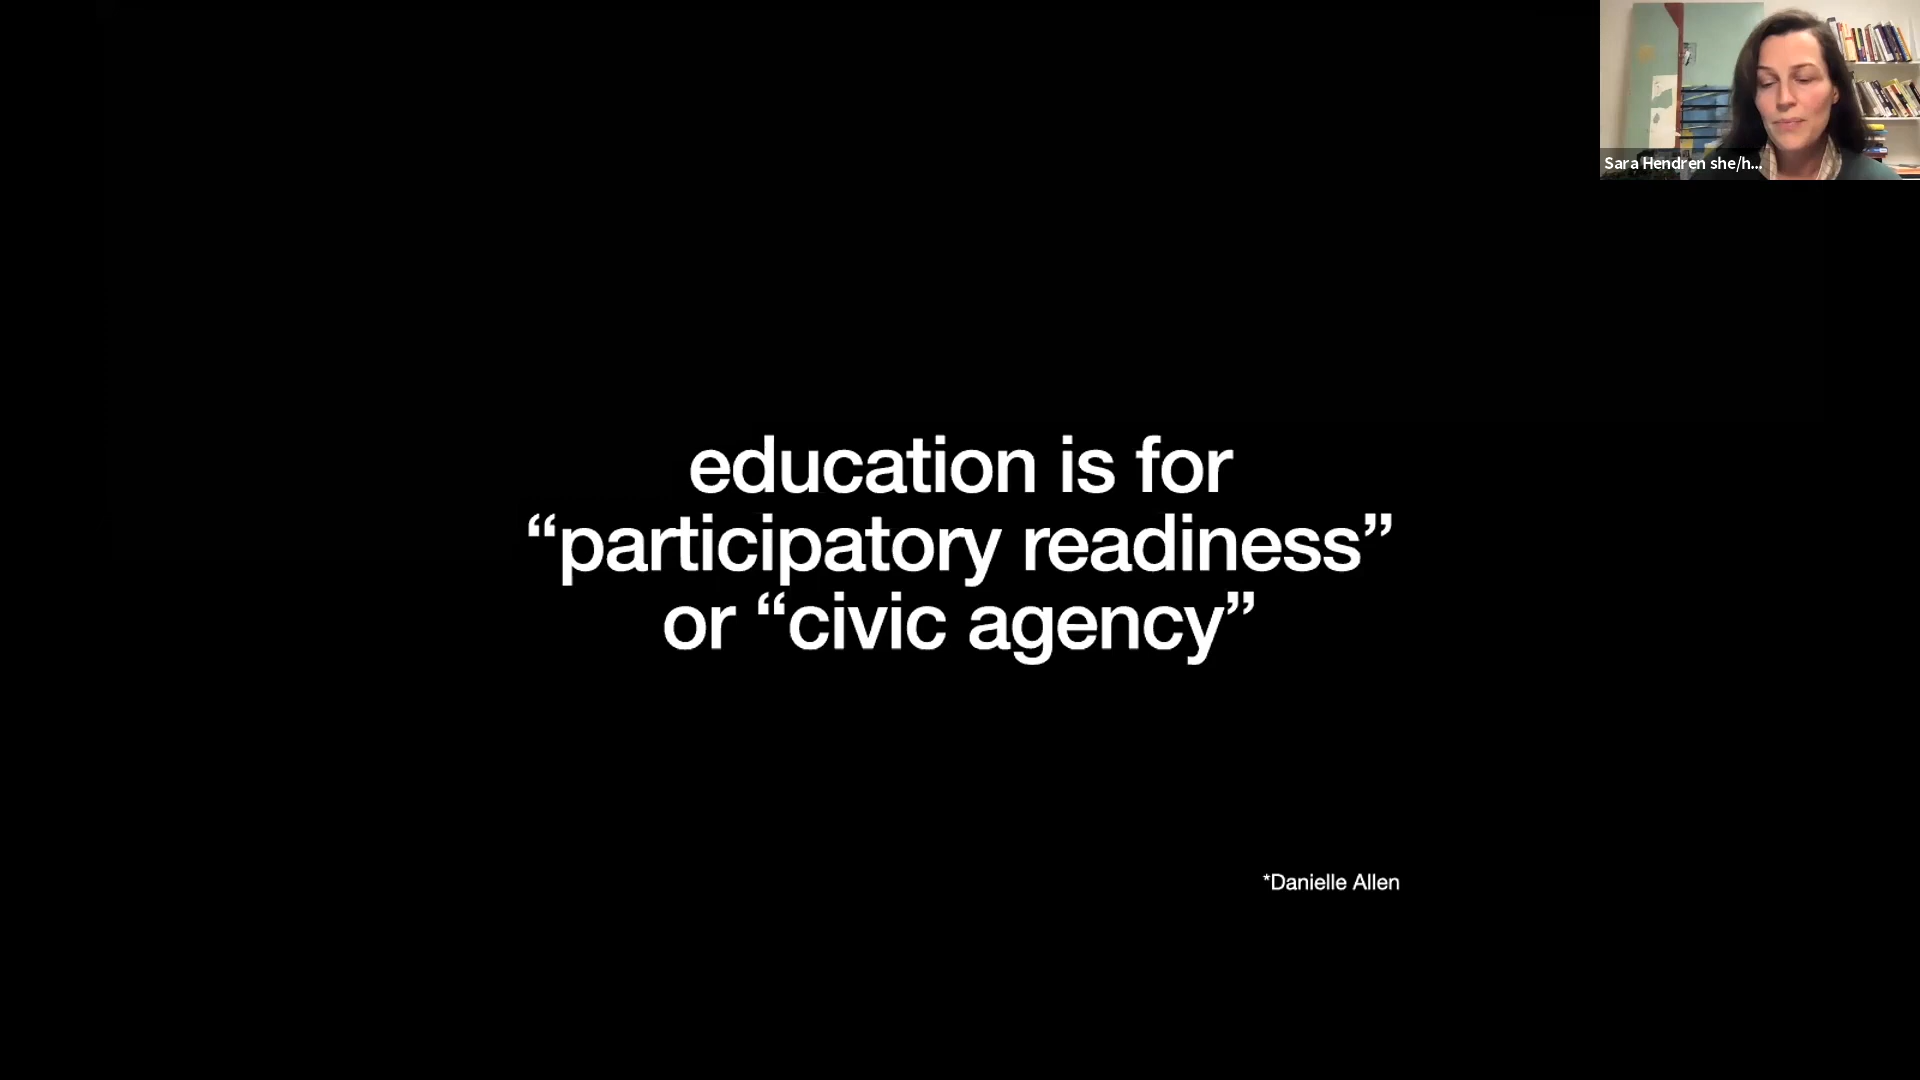 Sara Hendren she/h...
education is for
“participatory readiness”
or “civic agency”
*Danielle Allen